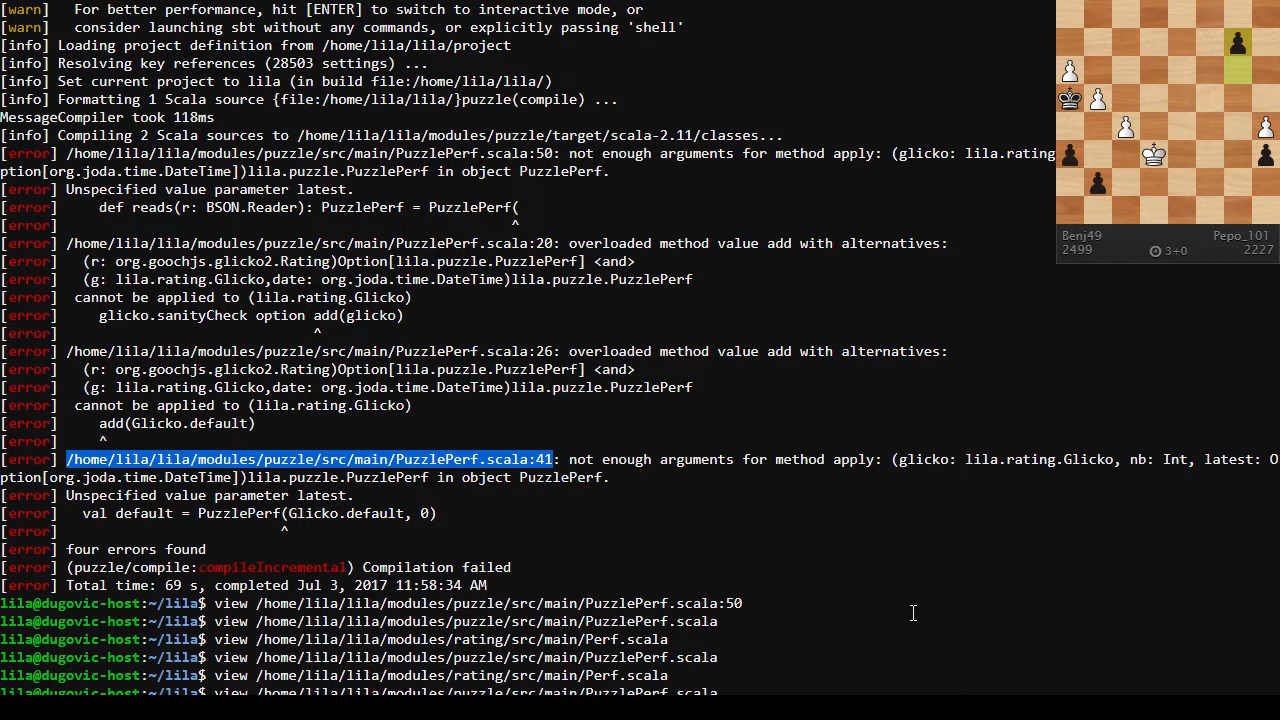 [warn]   For better performance, hit [ENTER] to switch to interactive mode, or
[warn]   consider launching sbt without any commands, or explicitly passing 'shell'
[info] Loading project definition from /home/lila/lila/project
[info] Resolving key references (28503 settings) ...
[info] Set current project to lila (in build file:/home/lila/lila/)
[info] Formatting 1 Scala source {file:/home/lila/lila/}puzzle(compile) ...
MessageCompiler took 118ms
[info] Compiling 2 Scala sources to /home/lila/lila/modules/puzzle/target/scala-2.11/classes...
[error] /home/lila/lila/modules/puzzle/src/main/PuzzlePerf.scala:50: not enough arguments for method apply: (glicko: lila.rating
ption[org.joda.time.DateTime])lila.puzzle.PuzzlePerf in object PuzzlePerf.
[error] Unspecified value parameter latest.
[error]     def reads(r: BSON.Reader): PuzzlePerf = PuzzlePerf(
[error]                                                       ^
[error] /home/lila/lila/modules/puzzle/src/main/PuzzlePerf.scala:20: overloaded method value add with alternatives:
[error]   (r: org.goochjs.glicko2.Rating)Option[lila.puzzle.PuzzlePerf] <and>
[error]   (g: lila.rating.Glicko,date: org.joda.time.DateTime)lila.puzzle.PuzzlePerf
[error]  cannot be applied to (lila.rating.Glicko)
[error]     glicko.sanityCheck option add(glicko)
[error]                               ^
[error] /home/lila/lila/modules/puzzle/src/main/PuzzlePerf.scala:26: overloaded method value add with alternatives:
[error]   (r: org.goochjs.glicko2.Rating)Option[lila.puzzle.PuzzlePerf] <and>
[error]   (g: lila.rating.Glicko,date: org.joda.time.DateTime)lila.puzzle.PuzzlePerf
[error]  cannot be applied to (lila.rating.Glicko)
[error]     add(Glicko.default)
[error]     ^
[error] /home/lila/lila/modules/puzzle/src/main/PuzzlePerf.scala:41: not enough arguments for method apply: (glicko: lila.rating.Glicko, nb: Int, latest: O
ption[org.joda.time.DateTime])lila.puzzle.PuzzlePerf in object PuzzlePerf.
[error] Unspecified value parameter latest.
[error]   val default = PuzzlePerf(Glicko.default, 0)
[error]                           ^
[error] four errors found
[error] (puzzle/compile:compileIncremental) Compilation failed
[error] Total time: 69 s, completed Jul 3, 2017 11:58:34 AM
lila@dugovic-host:~/lila$ view /home/lila/lila/modules/puzzle/src/main/PuzzlePerf.scala:50
lila@dugovic-host:~/lila$ view /home/lila/lila/modules/puzzle/src/main/PuzzlePerf.scala
lila@dugovic-host:~/lila$ view /home/lila/lila/modules/rating/src/main/Perf.scala
lila@dugovic-host:~/lila$ view /home/lila/lila/modules/puzzle/src/main/PuzzlePerf.scala
lila@dugovic-host:~/lila$ view /home/lila/lila/modules/rating/src/main/Perf.scala
lila@dugovic-host:~/lila$ view /home/lila/lila/modules/puzzle/src/main/PuzzlePerf.scala
Benj49 Pepo_101
2499 3+0 2227